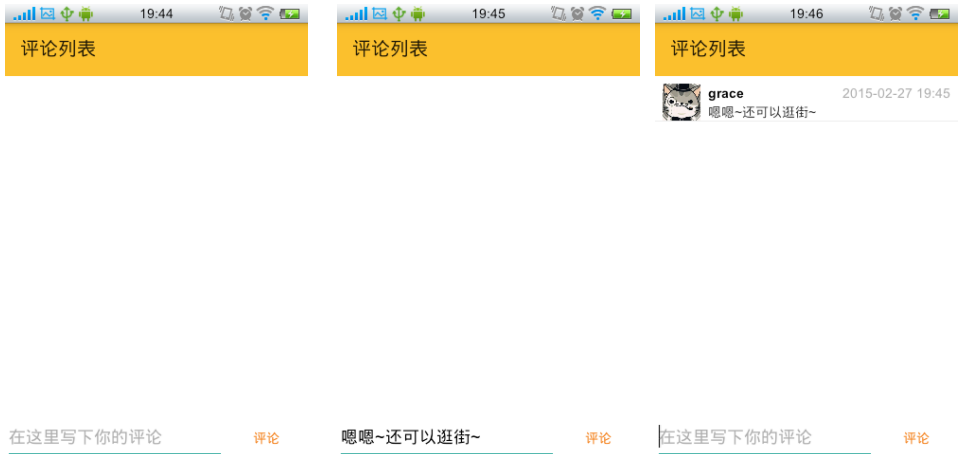 19:44
评论列表
在这里写下你的评论 评论
19:45
评论列表
嗯嗯~还可以逛街~ 评论
19:46
评论列表
grace 2015-02-27 19:45
嗯嗯~还可以逛街~
在这里写下你的评论 评论